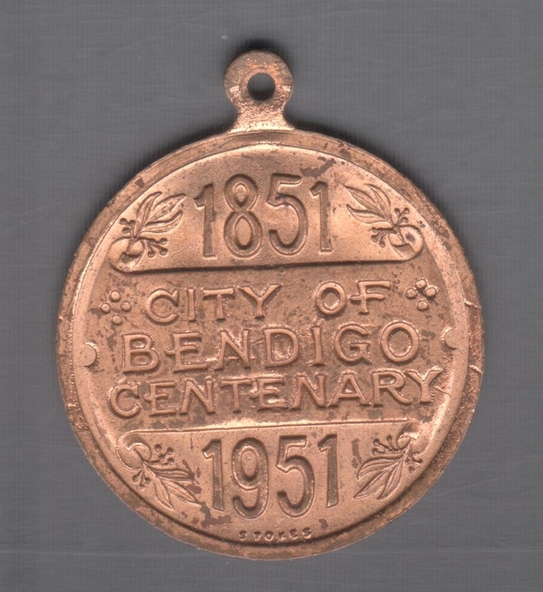 1851
CITY OF
BENDIGO
CENTENARY
1951
STOKES